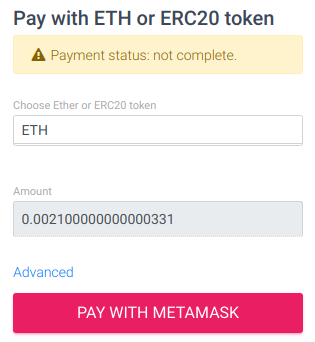 Pay with ETH or ERC20 token
Payment status: not complete.
Choose Ether or ERC20 token
ETH
Amount
0.002100000000000331
Advanced
PAY WITH METAMASK